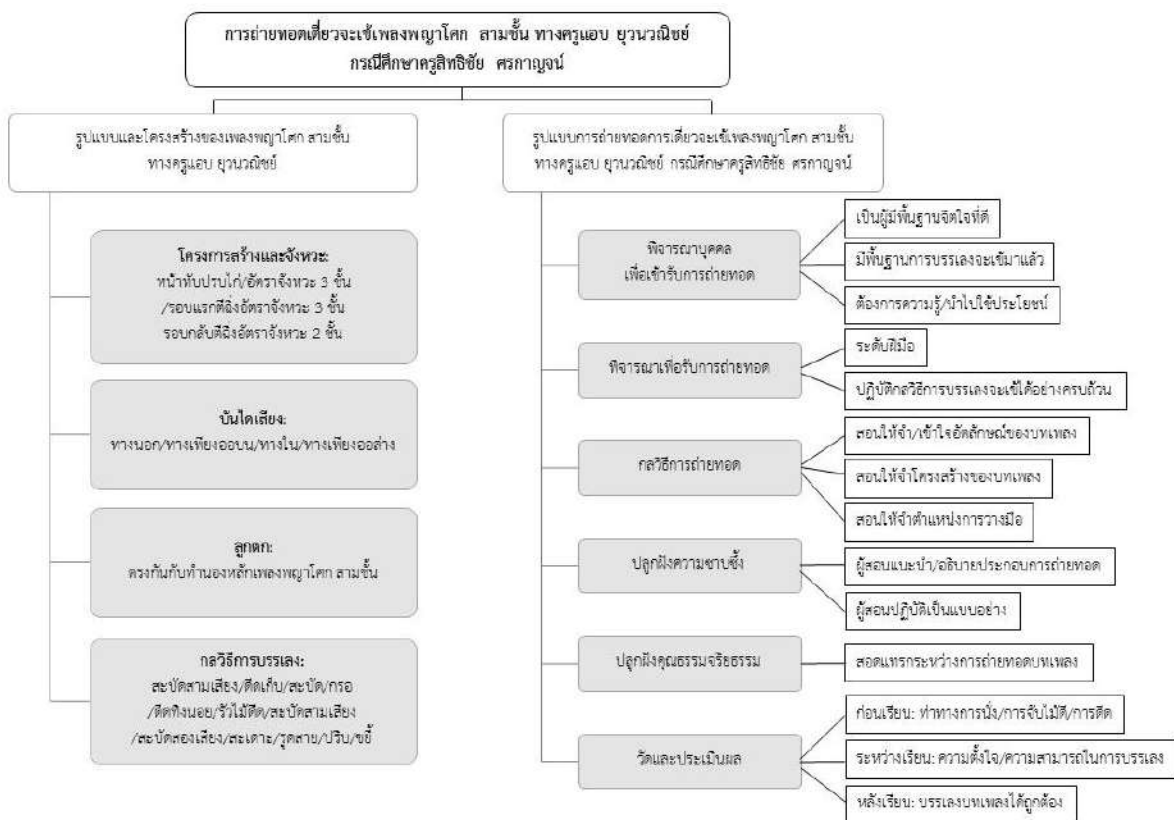 การถ่ายทอดเดี่ยวจะเข้เพลงพญาโศก สามชั้น ทางครูแอบ ยุวนวณิชย์
กรณีศึกษาครูสิทธิชัย ศรกาญจน์
รูปแบบและโครงสร้างของเพลงพญาโศก สามชั้น
ทางครูแอบ ยุวนวณิชย์
โครงการสร้างและจังหวะ:
หน้าทับปรบไก่/อัตราจังหวะ 3 ชั้น
/รอบแรกตีฉิ่งอัตราจังหวะ 3 ชั้น
รอบกลับตีฉิ่งอัตราจังหวะ 2 ชั้น
บันไดเสียง:
ทางนอก/ทางเพียงออบน/ทางใน/ทางเพียงออล่าง
ลูกตก:
ตรงกันกับทำนองหลักเพลงพญาโศก สามชั้น
กลวิธีการบรรเลง:
สะบัดสามเสียง/ดีดเก็บ/สะบัด/กรอ
/ดีดทิงนอย/รัวไม้ดีด/สะบัดสามเสียง
/สะบัดสองเสียง/สะเดาะ/รูดสาย/ปริบ/ขยี้
รูปแบบการถ่ายทอดการเดี่ยวจะเข้เพลงพญาโศก สามชั้น
ทางครูแอบ ยุวนวณิชย์ กรณีศึกษาครูสิทธิชัย ศรกาญจน์
พิจารณาบุคคล
เพื่อเข้ารับการถ่ายทอด
เป็นผู้มีพื้นฐานจิตใจที่ดี
มีพื้นฐานการบรรเลงจะเข้มาแล้ว
ต้องการความรู้/นำไปใช้ประโยชน์
พิจารณาเพื่อรับการถ่ายทอด
ระดับฝีมือ
ปฏิบัติกลวิธีการบรรเลงจะเข้ได้อย่างครบถ้วน
กลวิธีการถ่ายทอด
สอนให้จำ/เข้าใจอัตลักษณ์ของบทเพลง
สอนให้จำโครงสร้างของบทเพลง
สอนให้จำตำแหน่งการวางมือ
ปลูกฝังความซาบซึ้ง
ผู้สอนแนะนำ/อธิบายประกอบการถ่ายทอด
ผู้สอนปฏิบัติเป็นแบบอย่าง
ปลูกฝังคุณธรรมจริยธรรม
สอดแทรกระหว่างการถ่ายทอดบทเพลง
วัดและประเมินผล
ก่อนเรียน: ท่าทางการนั่ง/การจับไม้ดี/การดีด
ระหว่างเรียน: ความตั้งใจ/ความสามารถในการบรรเลง
หลังเรียน: บรรเลงบทเพลงได้ถูกต้อง